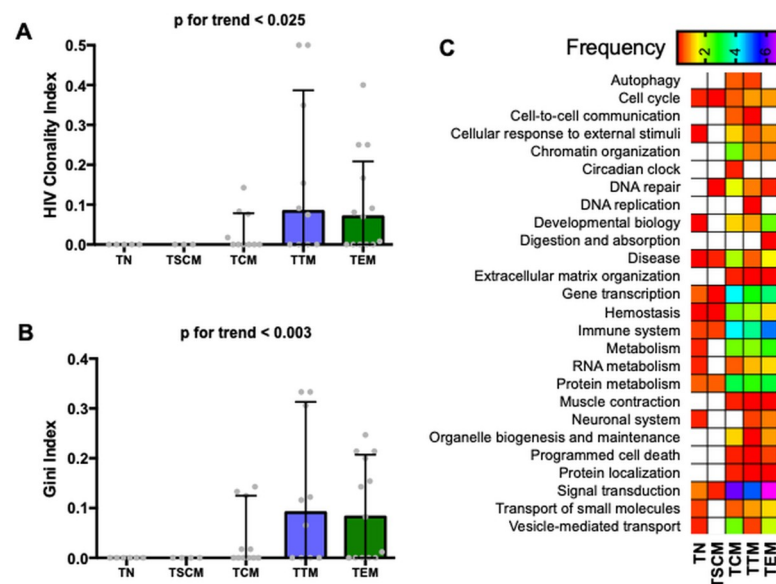 A
p for trend < 0.025
HIV Clonality Index
0.5
0.4
0.3
0.2
0.1
0.0
TN TSCM TCM TTM TEM
B
p for trend < 0.003
Gini Index
0.4
0.3
0.2
0.1
0.0
TN TSCM TCM TTM TEM
C
Frequency 2 4 6
Autophagy
Cell cycle
Cell-to-cell communication
Cellular response to external stimuli
Chromatin organization
Circadian clock
DNA repair
DNA replication
Developmental biology
Digestion and absorption
Disease
Extracellular matrix organization
Gene transcription
Hemostasis
Immune system
Metabolism
RNA metabolism
Protein metabolism
Muscle contraction
Neuronal system
Organelle biogenesis and maintenance
Programmed cell death
Protein localization
Signal transduction
Transport of small molecules
Vesicle-mediated transport
TN TSCM TCM TTM TEM